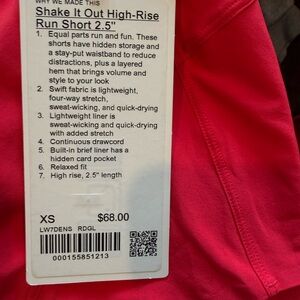 WHY WE MADE THIS
Shake It Out High-Rise
Run Short 2.5"
1. Equal parts run and fun. These
shorts have hidden storage and
a stay-put waistband to reduce
distractions, plus a layered
hem that brings volume and
style to your run
2. Swift fabric is lightweight,
four-way stretch,
sweat-wicking, and quick-drying
3. Lightweight liner is
sweat-wicking and quick-drying
with added stretch
4. Continuous drawcord
5. Built-in brief liner has a
hidden card pocket
6. Relaxed fit
7. High rise, 2.5" length
XS $68.00
LW7DENS RDGL
000155851213